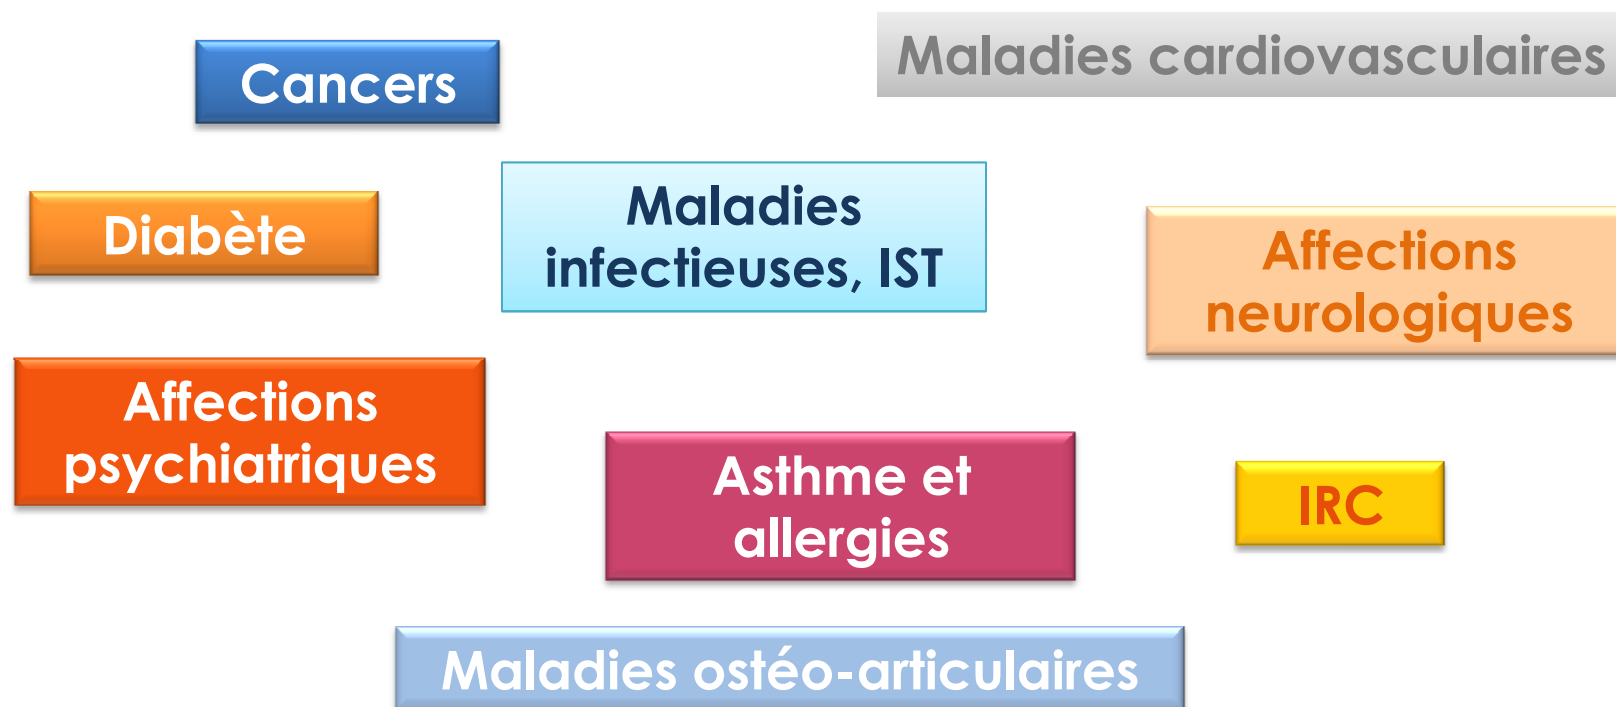 Maladies cardiovasculaires
Cancers
Maladies
infectieuses, IST
Diabète
Affections
neurologiques
Affections
psychiatriques
Asthme et
allergies
IRC
Maladies ostéo-articulaires